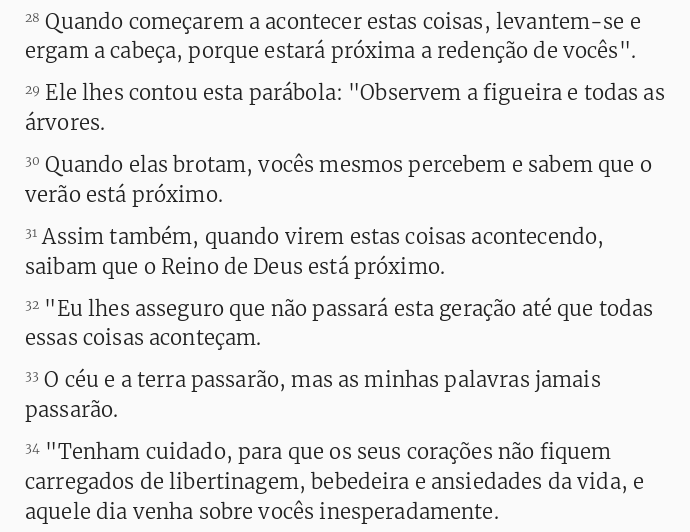 28 Quando começarem a acontecer estas coisas, levantem-se e
ergam a cabeça, porque estará próxima a redenção de vocês".
29 Ele lhes contou esta parábola: "Observem a figueira e todas as
árvores.
30 Quando elas brotam, vocês mesmos percebem e sabem que o
verão está próximo.
31 Assim também, quando virem estas coisas acontecendo,
saibam que o Reino de Deus está próximo.
32 "Eu lhes asseguro que não passará esta geração até que todas
essas coisas aconteçam.
33 O céu e a terra passarão, mas as minhas palavras jamais
passarão.
34 "Tenham cuidado, para que os seus corações não fiquem
carregados de libertinagem, bebedeira e ansiedades da vida, e
aquele dia venha sobre vocês inesperadamente.